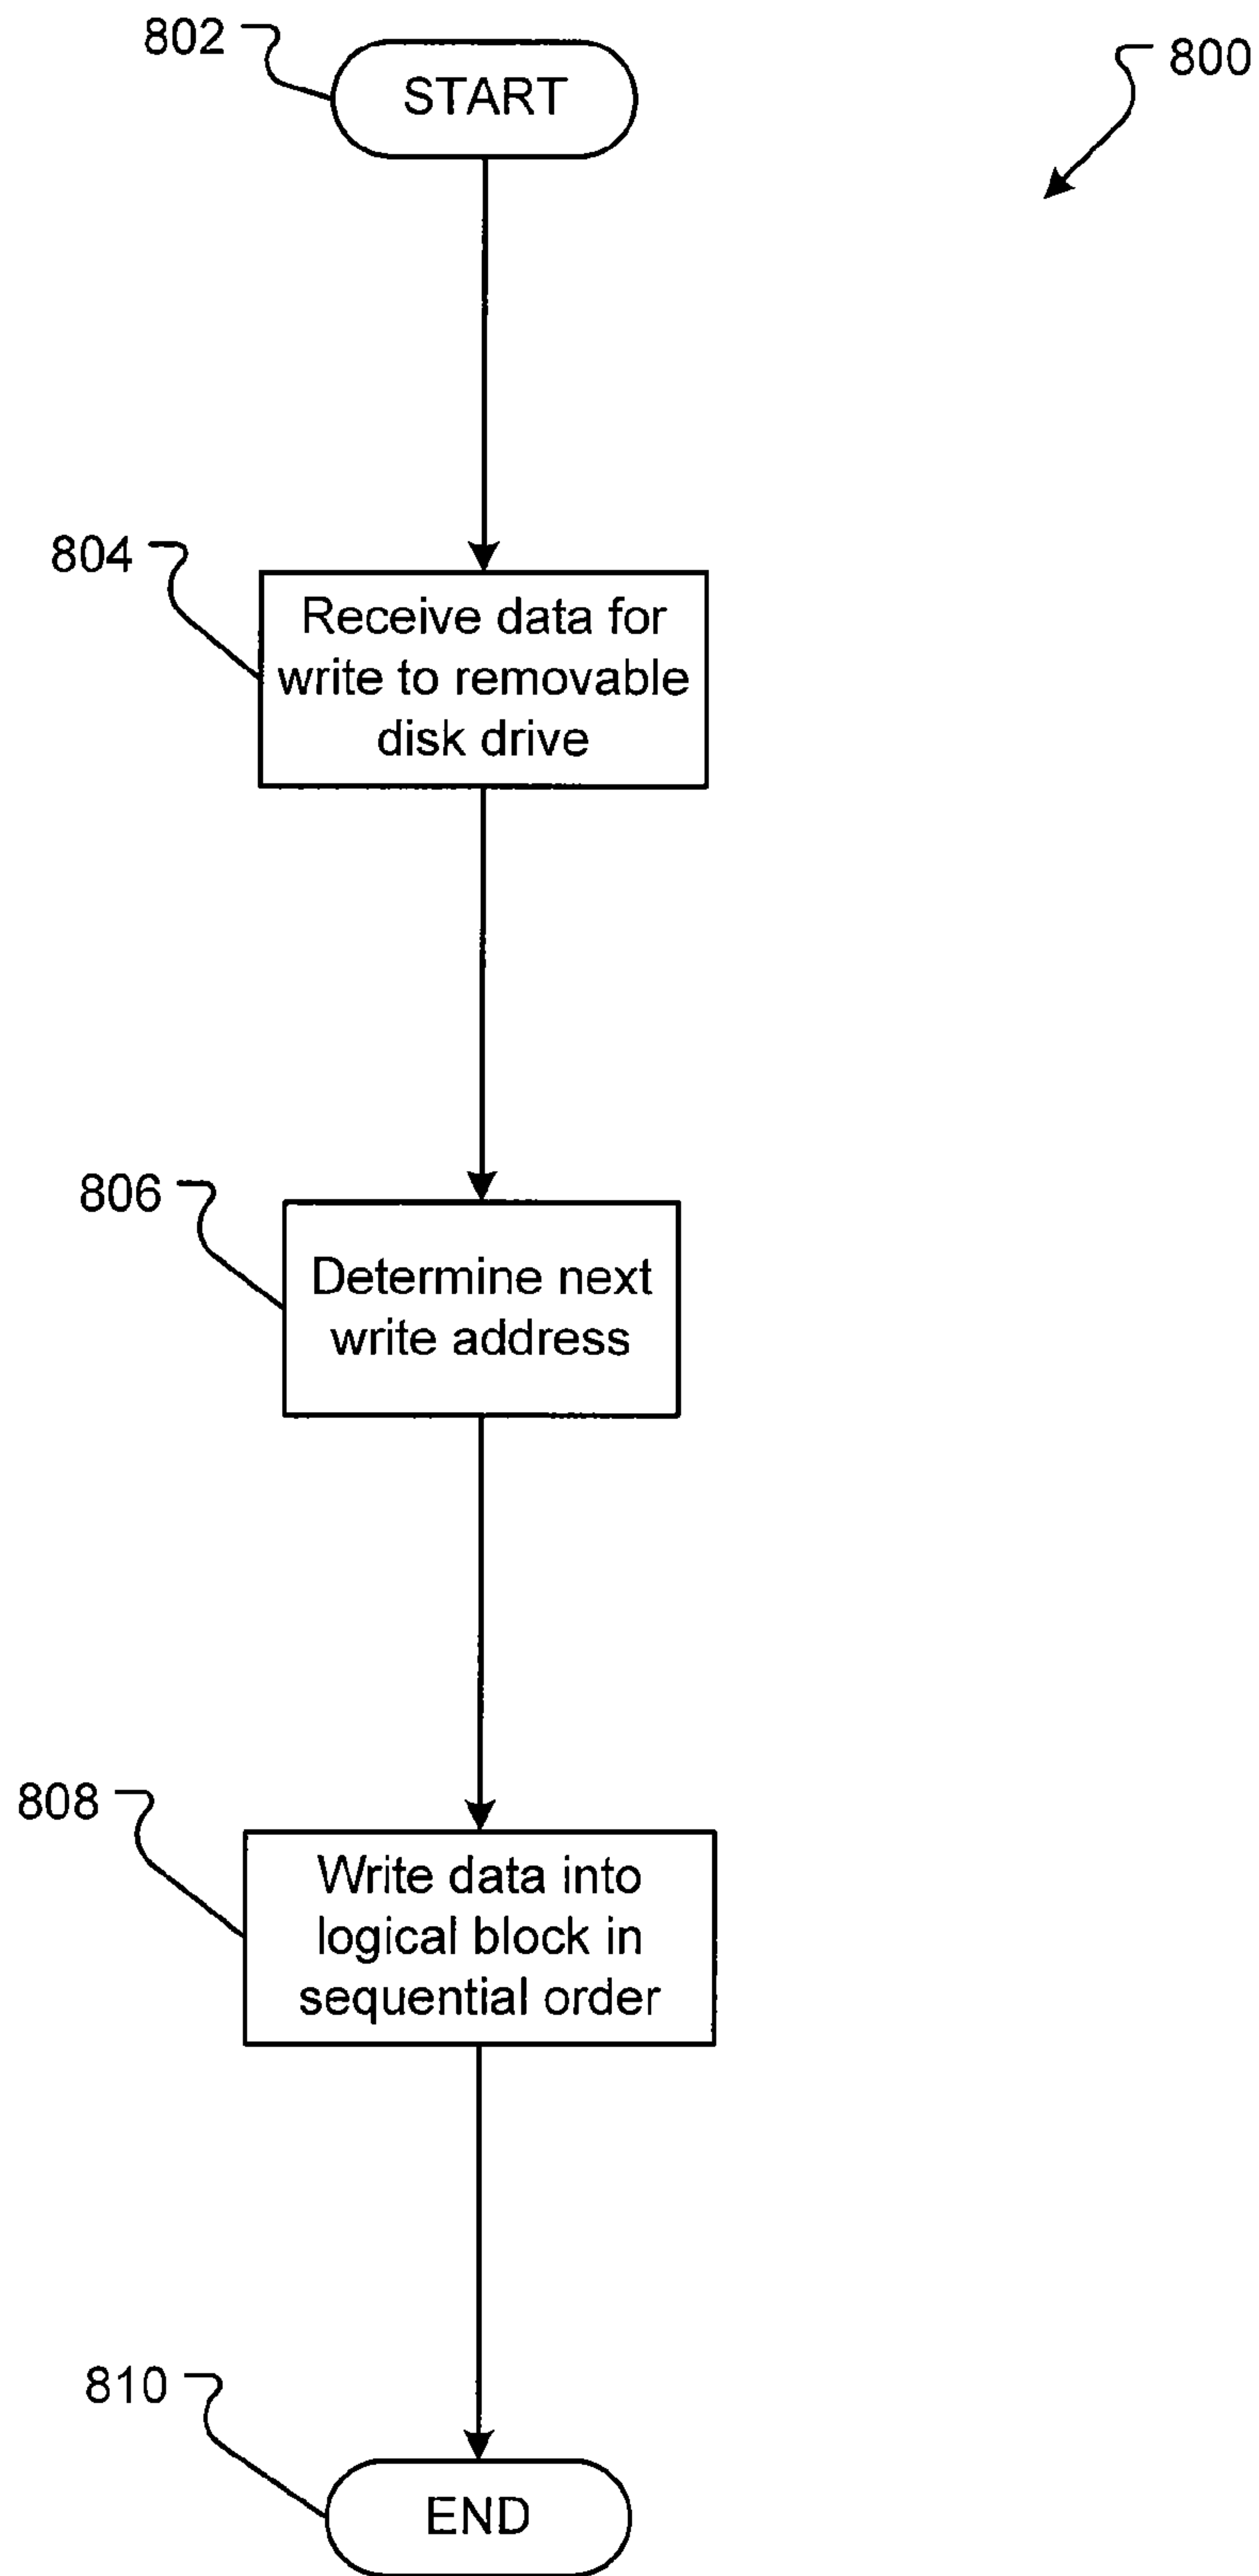 802
START
800
804
Receive data for
write to removable
disk drive
806
Determine next
write address
808
Write data into
logical block in
sequential order
810
END